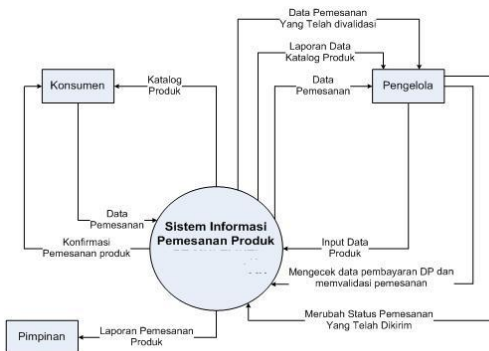 Data Pemesanan
Yang Telah divalidasi
Laporan Data
Katalog Produk
Konsumen
Katalog
Produk
Data
Pemesanan
Pengelola
Data
Pemesanan
Sistem Informasi
Pemesanan Produk
Konfirmasi
Pemesanan produk
Input Data
Produk
Mengecek data pembayaran DP dan
memvalidasi pemesanan
Merubah Status Pemesanan
Yang Telah Dikirim
Pimpinan
Laporan Pemesanan
Produk